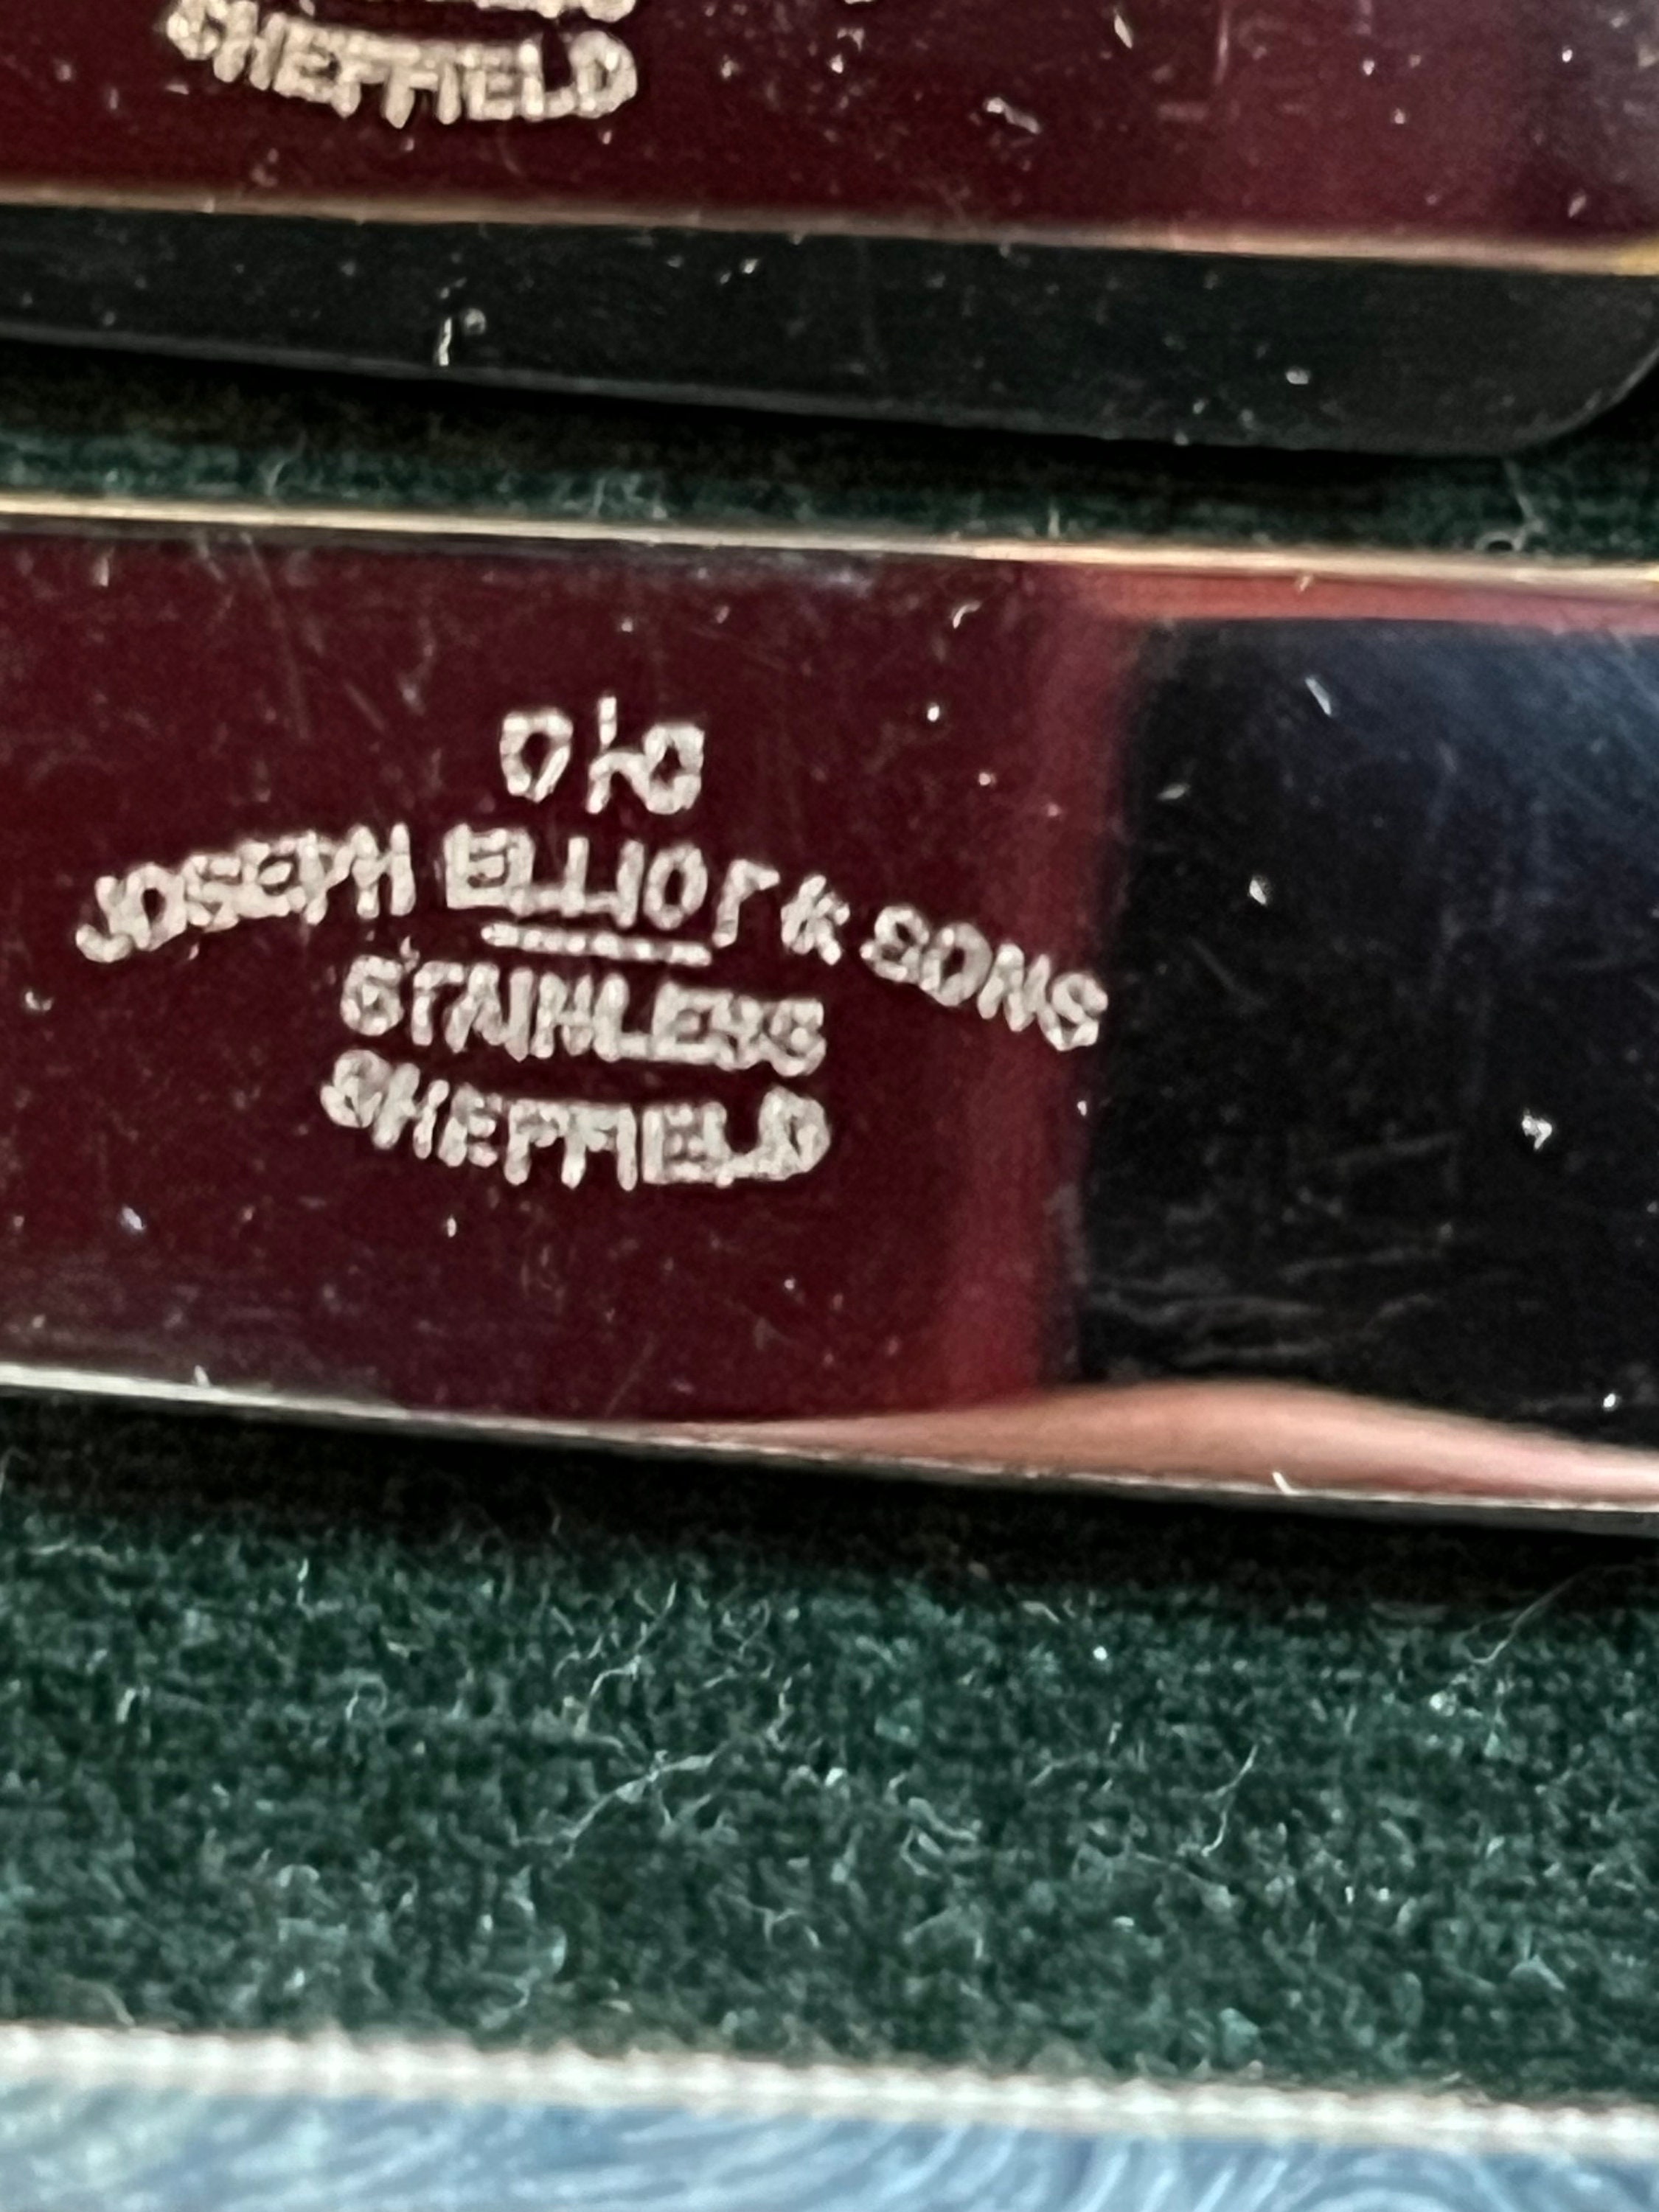 SHEFFIELD
JOSEPH ELLIOT & SONS
STAINLESS
SHEFFIELD